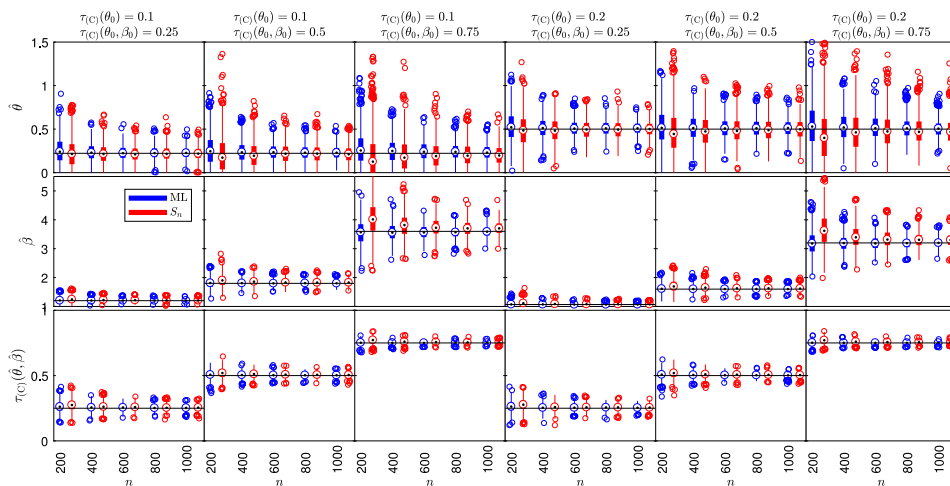 τ(C)(θ0) = 0.1 τ(C)(θ0) = 0.1 τ(C)(θ0) = 0.1 τ(C)(θ0) = 0.2 τ(C)(θ0) = 0.2 τ(C)(θ0) = 0.2
τ(C)(θ0, β0) = 0.25 τ(C)(θ0, β0) = 0.5 τ(C)(θ0, β0) = 0.75 τ(C)(θ0, β0) = 0.25 τ(C)(θ0, β0) = 0.5 τ(C)(θ0, β0) = 0.75
1.5
1
θ̂
0.5
0
5
4
β̂
3
2
1
ML
Sn
1
τ(C)(θ̂, β̂)
0.5
0
200 400 600 800 1000 200 400 600 800 1000 200 400 600 800 1000 200 400 600 800 1000 200 400 600 800 1000 200 400 600 800 1000
n n n n n n